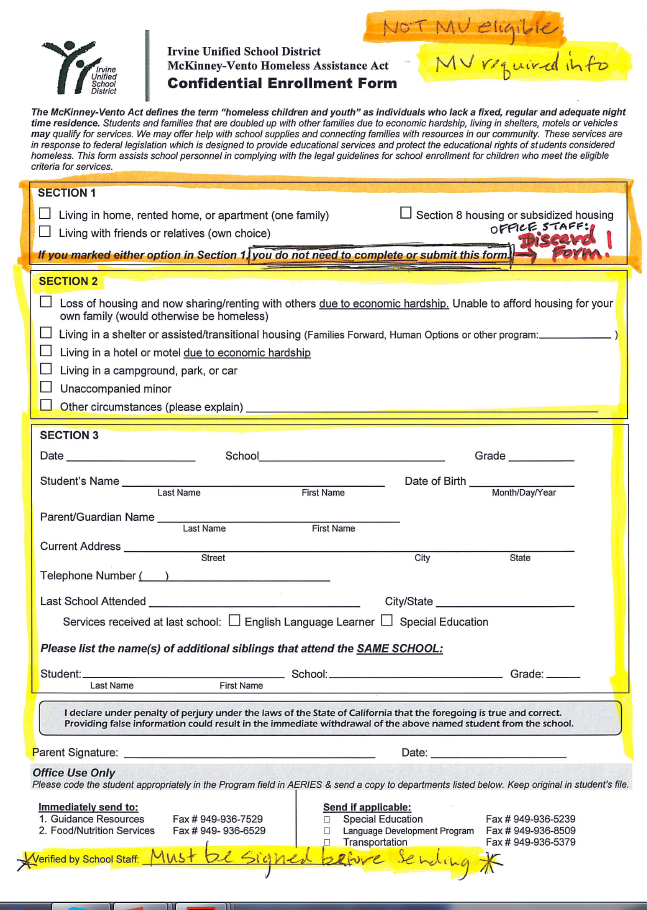 NOT MV eligible
MV required info
Irvine
Unified
School
District
Irvine Unified School District
McKinney-Vento Homeless Assistance Act
Confidential Enrollment Form
The McKinney-Vento Act defines the term "homeless children and youth" as individuals who lack a fixed, regular and adequate night
time residence. Students and families that are doubled up with other families due to economic hardship, living in shelters, motels or vehicles
may qualify for services. We may offer help with school supplies and connecting families with resources in our community. These services are
in response to federal legislation which is designed to provide educational services and protect the educational rights of students considered
homeless. This form assists school personnel in complying with the legal guidelines for school enrollment for children who meet the eligible
criteria for services.
SECTION 1
☐ Living in home, rented home, or apartment (one family) ☐ Section 8 housing or subsidized housing
☐ Living with friends or relatives (own choice)
OFFICE STAFF:
Discard
Form!
If you marked either option in Section 1, you do not need to complete or submit this form.
SECTION 2
☐ Loss of housing and now sharing/renting with others due to economic hardship. Unable to afford housing for your
own family (would otherwise be homeless)
☐ Living in a shelter or assisted/transitional housing (Families Forward, Human Options or other program:____________ )
☐ Living in a hotel or motel due to economic hardship
☐ Living in a campground, park, or car
☐ Unaccompanied minor
☐ Other circumstances (please explain) ____________
SECTION 3
Date ____________ School____________ Grade ____________
Student's Name ____________ Date of Birth ____________
Last Name First Name Month/Day/Year
Parent/Guardian Name ____________
Last Name First Name
Current Address ____________
Street City State
Telephone Number ( ) ____________
Last School Attended ____________ City/State ____________
Services received at last school: ☐ English Language Learner ☐ Special Education
Please list the name(s) of additional siblings that attend the SAME SCHOOL:
Student:____________ School:____________ Grade: ______
Last Name First Name
I declare under penalty of perjury under the laws of the State of California that the foregoing is true and correct.
Providing false information could result in the immediate withdrawal of the above named student from the school.
Parent Signature: ____________ Date: ____________
Office Use Only
Please code the student appropriately in the Program field in AERIES & send a copy to departments listed below. Keep original in student's file.
Immediately send to: Send if applicable:
1. Guidance Resources Fax # 949-936-7529 ☐ Special Education Fax # 949-936-5239
2. Food/Nutrition Services Fax # 949- 936-6529 ☐ Language Development Program Fax # 949-936-8509
☐ Transportation Fax # 949-936-5379
*Verified by School Staff: Must be signed before sending *